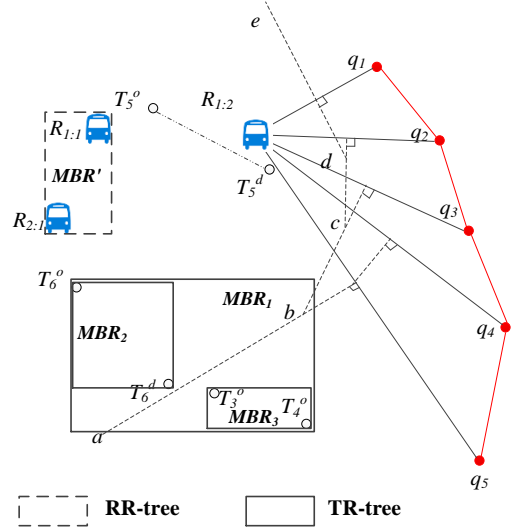 e
q1
T5o
R1:2
R1:1
q2
d
MBR'
T5d
q3
R2:1
c
T6o
MBR1
b
MBR2
q4
T6d
T3o
T4o
MBR3
a
q5
RR-tree
TR-tree